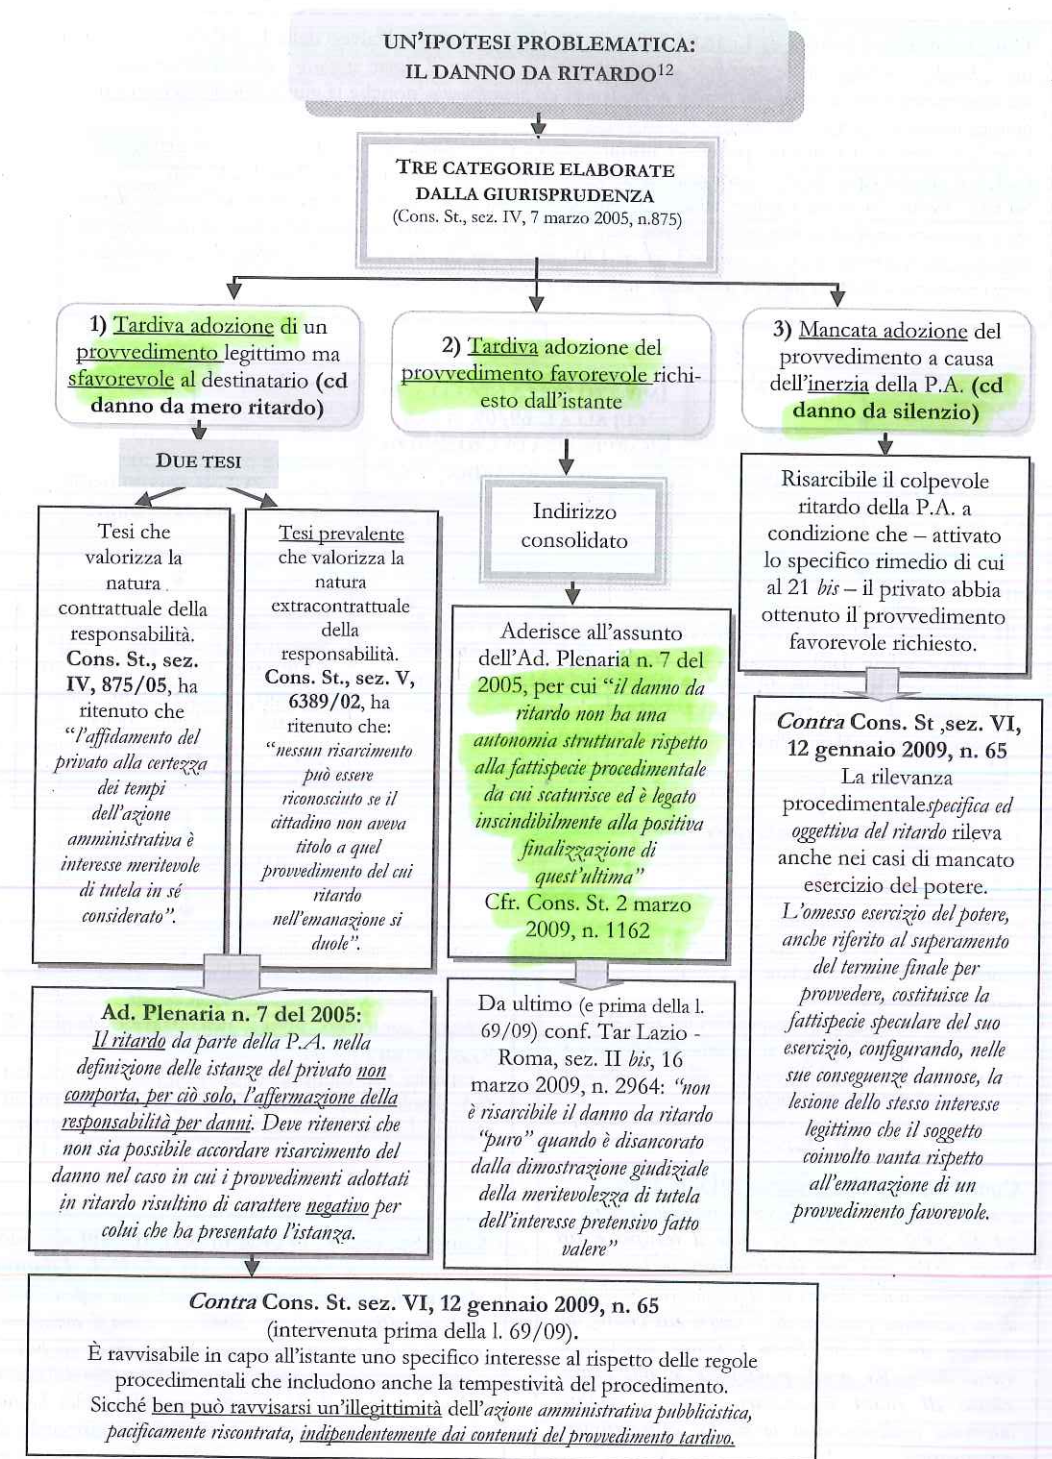 UN'IPOTESI PROBLEMATICA:
IL DANNO DA RITARDO12
TRE CATEGORIE ELABORATE
DALLA GIURISPRUDENZA
(Cons. St., sez. IV, 7 marzo 2005, n.875)
1) Tardiva adozione di un
provvedimento legittimo ma
sfavorevole al destinatario (cd
danno da mero ritardo)
2) Tardiva adozione del
provvedimento favorevole richi-
esto dall'istante
3) Mancata adozione del
provvedimento a causa
dell'inerzia della P.A. (cd
danno da silenzio)
DUE TESI
Tesi che
valorizza la
natura
contrattuale della
responsabilità.
Cons. St., sez.
IV, 875/05, ha
ritenuto che
"l'affidamento del
privato alla certezza
dei tempi
dell'azione
amministrativa è
interesse meritevole
di tutela in sé
considerato".
Tesi prevalente
che valorizza la
natura
extracontrattuale
della
responsabilità.
Cons. St., sez. V,
6389/02, ha
ritenuto che:
"nessun risarcimento
può essere
riconosciuto se il
cittadino non aveva
titolo a quel
provvedimento del cui
ritardo
nell'emanazione si
duole".
Ad. Plenaria n. 7 del 2005:
Il ritardo da parte della P.A. nella
definizione delle istanze del privato non
comporta, per ciò solo, l'affermazione della
responsabilità per danni. Deve ritenersi che
non sia possibile accordare risarcimento del
danno nel caso in cui i provvedimenti adottati
in ritardo risultino di carattere negativo per
colui che ha presentato l'istanza.
Indirizzo
consolidato
Aderisce all'assunto
dell'Ad. Plenaria n. 7 del
2005, per cui "il danno da
ritardo non ha una
autonomia strutturale rispetto
alla fattispecie procedimentale
da cui scaturisce ed è legato
inscindibilmente alla positiva
finalizzazione di
quest'ultima"
Cfr. Cons. St. 2 marzo
2009, n. 1162
Da ultimo (e prima della l.
69/09) conf. Tar Lazio -
Roma, sez. II bis, 16
marzo 2009, n. 2964: "non
è risarcibile il danno da ritardo
"puro" quando è disancorato
dalla dimostrazione giudiziale
della meritevolezza di tutela
dell'interesse pretensivo fatto
valere"
Risarcibile il colpevole
ritardo della P.A. a
condizione che – attivato
lo specifico rimedio di cui
al 21 bis – il privato abbia
ottenuto il provvedimento
favorevole richiesto.
Contra Cons. St ,sez. VI,
12 gennaio 2009, n. 65
La rilevanza
procedimentalespecifica ed
oggettiva del ritardo rileva
anche nei casi di mancato
esercizio del potere.
L'omesso esercizio del potere,
anche riferito al superamento
del termine finale per
provvedere, costituisce la
fattispecie speculare del suo
esercizio, configurando, nelle
sue conseguenze dannose, la
lesione dello stesso interesse
legittimo che il soggetto
coinvolto vanta rispetto
all'emanazione di un
provvedimento favorevole.
Contra Cons. St. sez. VI, 12 gennaio 2009, n. 65
(intervenuta prima della l. 69/09).
È ravvisabile in capo all'istante uno specifico interesse al rispetto delle regole
procedimentali che includono anche la tempestività del procedimento.
Sicché ben può ravvisarsi un'illegittimità dell'azione amministrativa pubblicistica,
pacificamente riscontrata, indipendentemente dai contenuti del provvedimento tardivo.